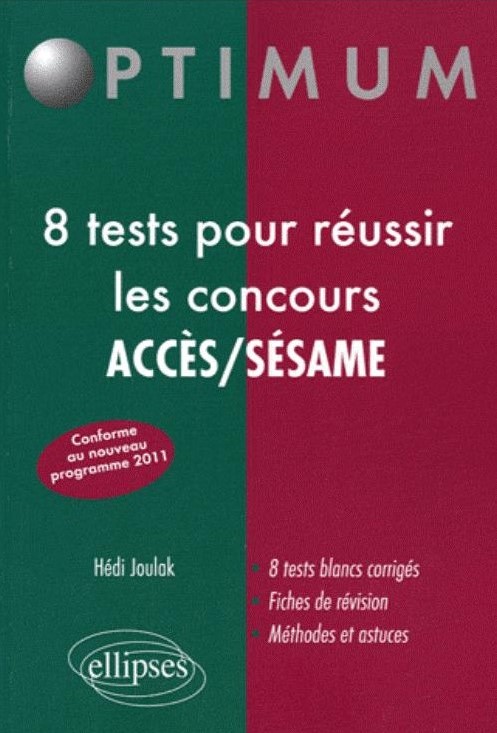 OPTIMUM
8 tests pour réussir
les concours
ACCÈS/SÉSAME
Conforme
au nouveau
programme 2011
Hédi Joulak
• 8 tests blancs corrigés
• Fiches de révision
• Méthodes et astuces
ellipses